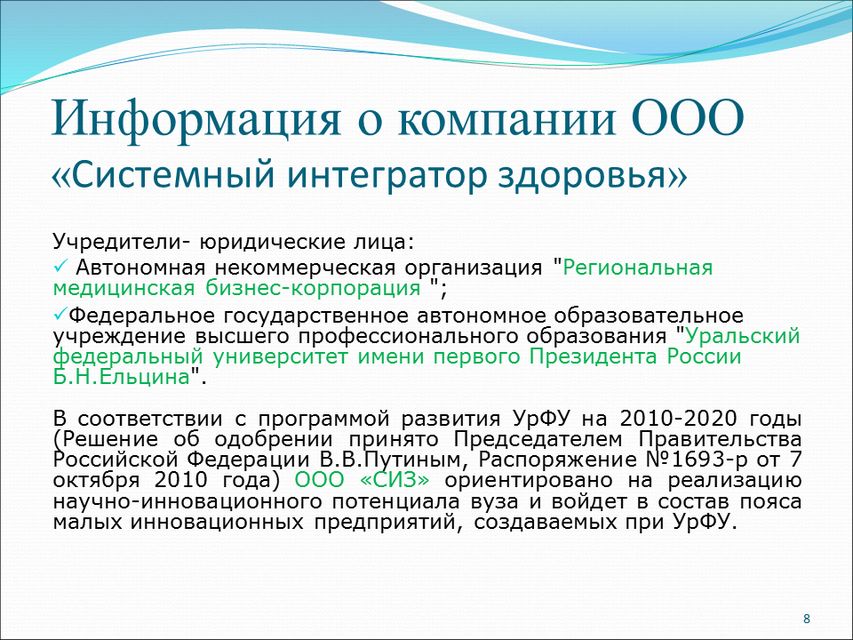 Информация о компании ООО
«Системный интегратор здоровья»
Учредители- юридические лица:
✓ Автономная некоммерческая организация "Региональная
медицинская бизнес-корпорация ";
✓Федеральное государственное автономное образовательное
учреждение высшего профессионального образования "Уральский
федеральный университет имени первого Президента России
Б.Н.Ельцина".
В соответствии с программой развития УрФУ на 2010-2020 годы
(Решение об одобрении принято Председателем Правительства
Российской Федерации В.В.Путиным, Распоряжение №1693-р от 7
октября 2010 года) ООО «СИЗ» ориентировано на реализацию
научно-инновационного потенциала вуза и войдет в состав пояса
малых инновационных предприятий, создаваемых при УрФУ.
8